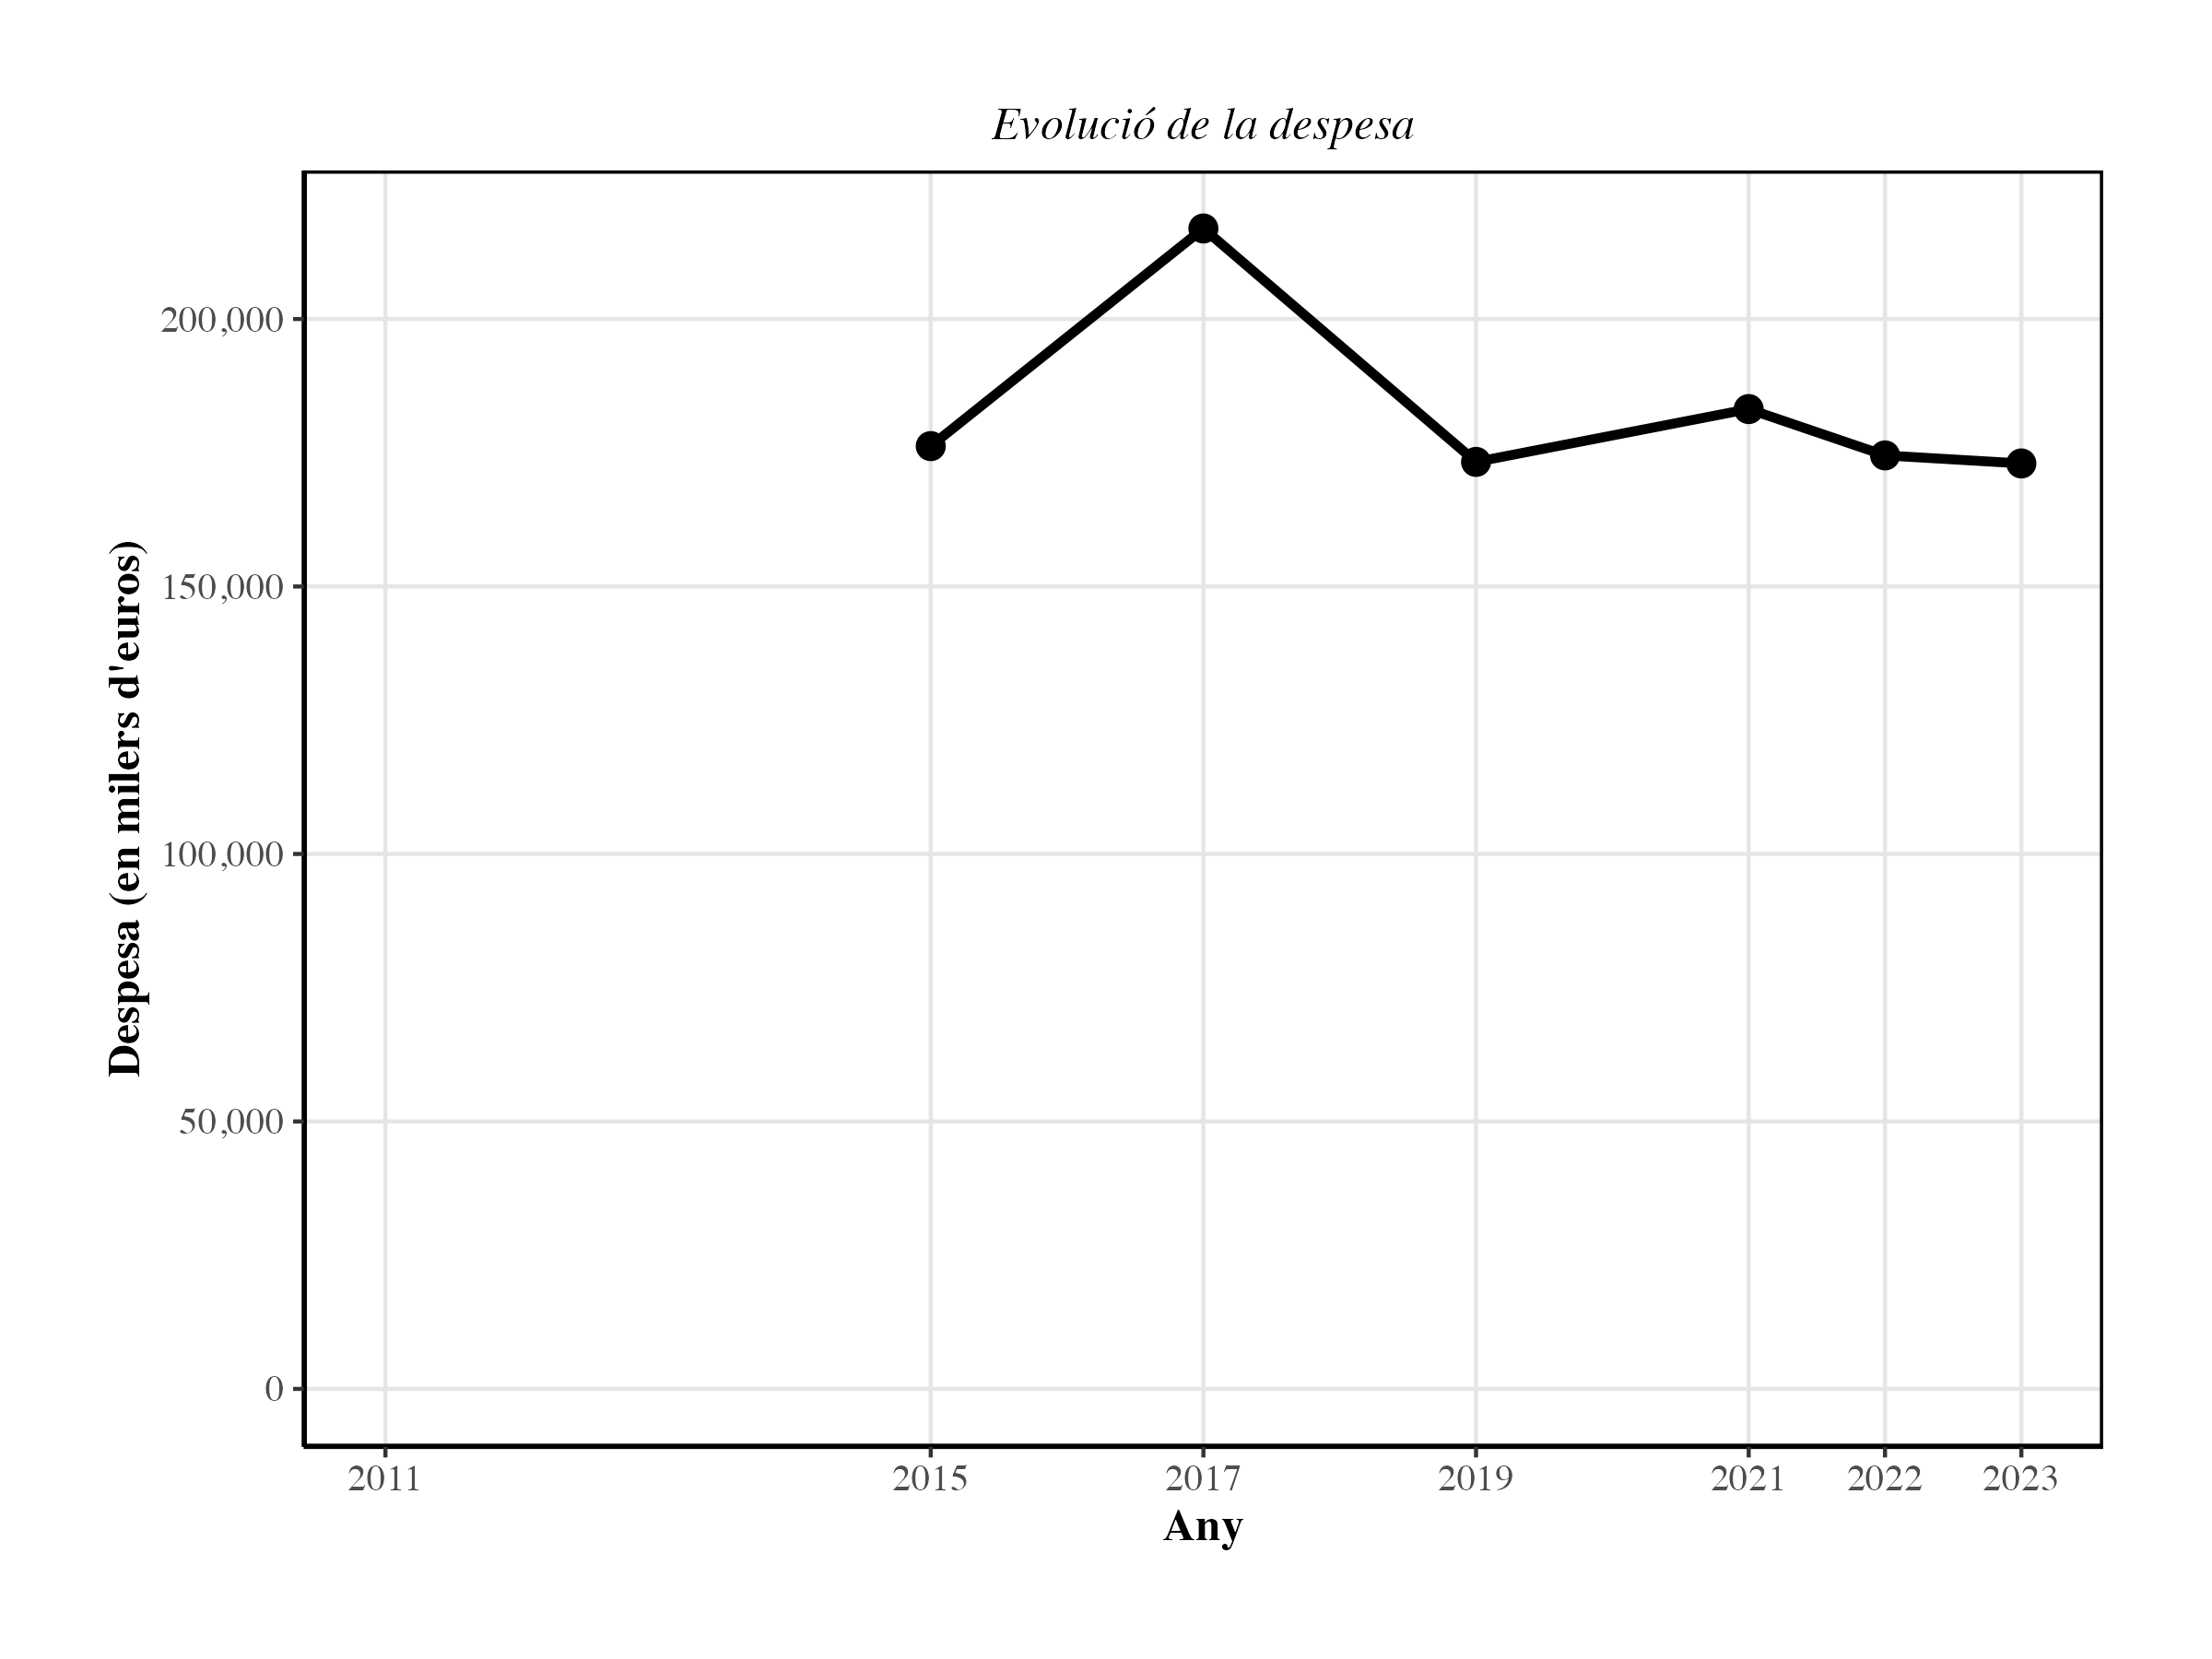 Evolució de la despesa
Despesa (en milers d'euros)
200,000
150,000
100,000
50,000
0
2011 2015 2017 2019 2021 2022 2023
Any